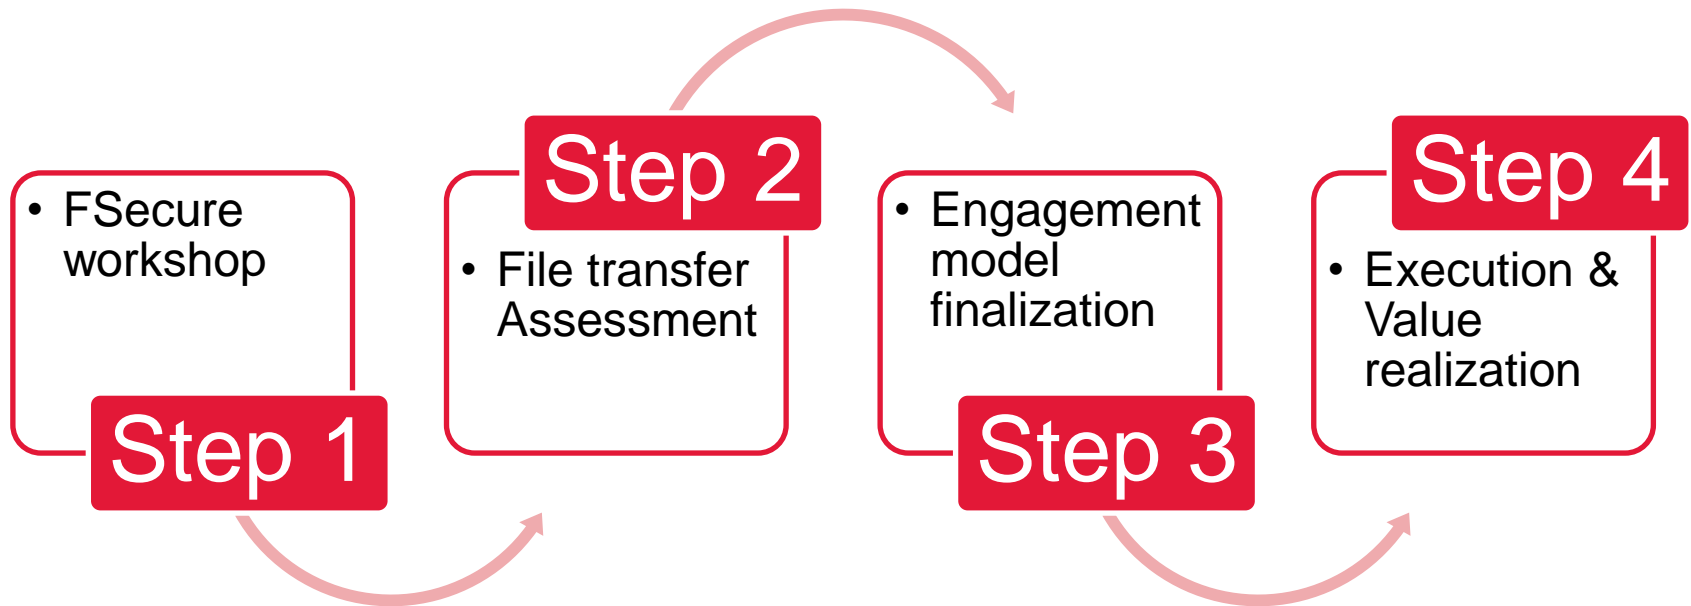 • FSecure
workshop
Step 1
Step 2
• File transfer
Assessment
• Engagement
model
finalization
Step 3
Step 4
• Execution &
Value
realization